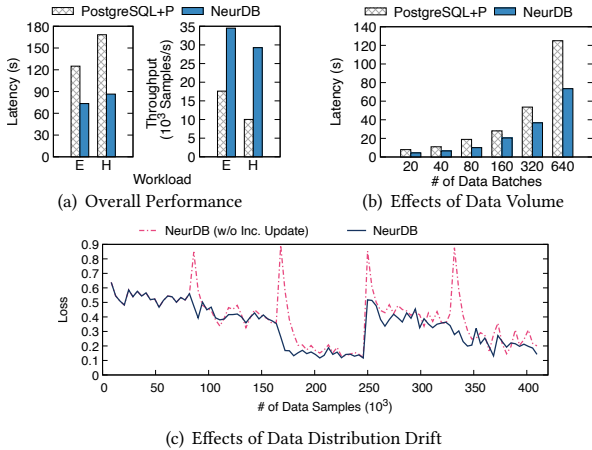 PostgreSQL+P NeurDB
Latency (s)
180
150
120
90
60
30
0
E H
Throughput
(10³ Samples/s)
35
30
25
20
15
10
5
0
E H
Workload
(a) Overall Performance
PostgreSQL+P NeurDB
Latency (s)
140
120
100
80
60
40
20
0
20 40 80 160 320 640
# of Data Batches
(b) Effects of Data Volume
NeurDB (w/o Inc. Update) NeurDB
Loss
0.9
0.8
0.7
0.6
0.5
0.4
0.3
0.2
0.1
0 50 100 150 200 250 300 350 400
# of Data Samples (10³)
(c) Effects of Data Distribution Drift